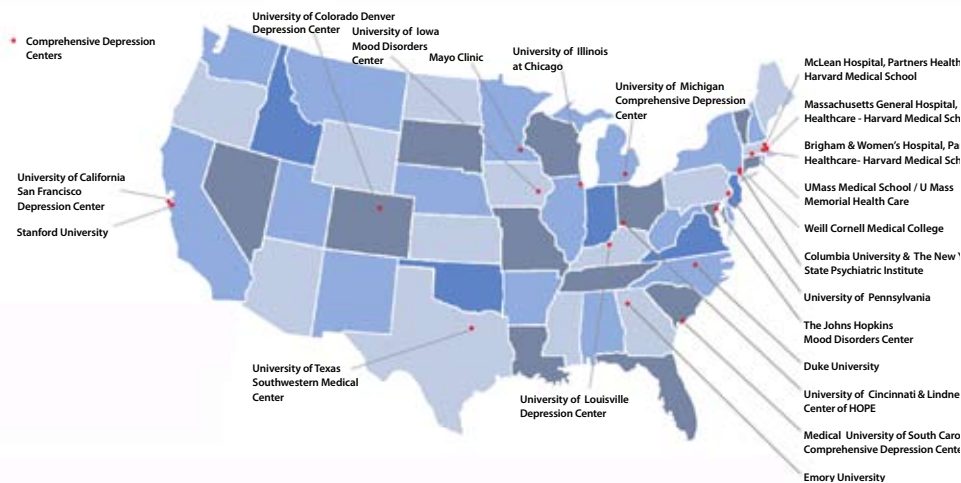 Comprehensive Depression
Centers
University of Colorado Denver
Depression Center
University of Iowa
Mood Disorders
Center
Mayo Clinic
University of Illinois
at Chicago
University of Michigan
Comprehensive Depression
Center
McLean Hospital, Partners Health
Harvard Medical School
Massachusetts General Hospital,
Healthcare - Harvard Medical Sch
Brigham & Women's Hospital, Pa
Healthcare- Harvard Medical Sch
UMass Medical School / U Mass
Memorial Health Care
Weill Cornell Medical College
Columbia University & The New Y
State Psychiatric Institute
University of Pennsylvania
The Johns Hopkins
Mood Disorders Center
Duke University
University of Cincinnati & Lindne
Center of HOPE
Medical University of South Caro
Comprehensive Depression Cente
Emory University
University of California
San Francisco
Depression Center
Stanford University
University of Texas
Southwestern Medical
Center
University of Louisville
Depression Center